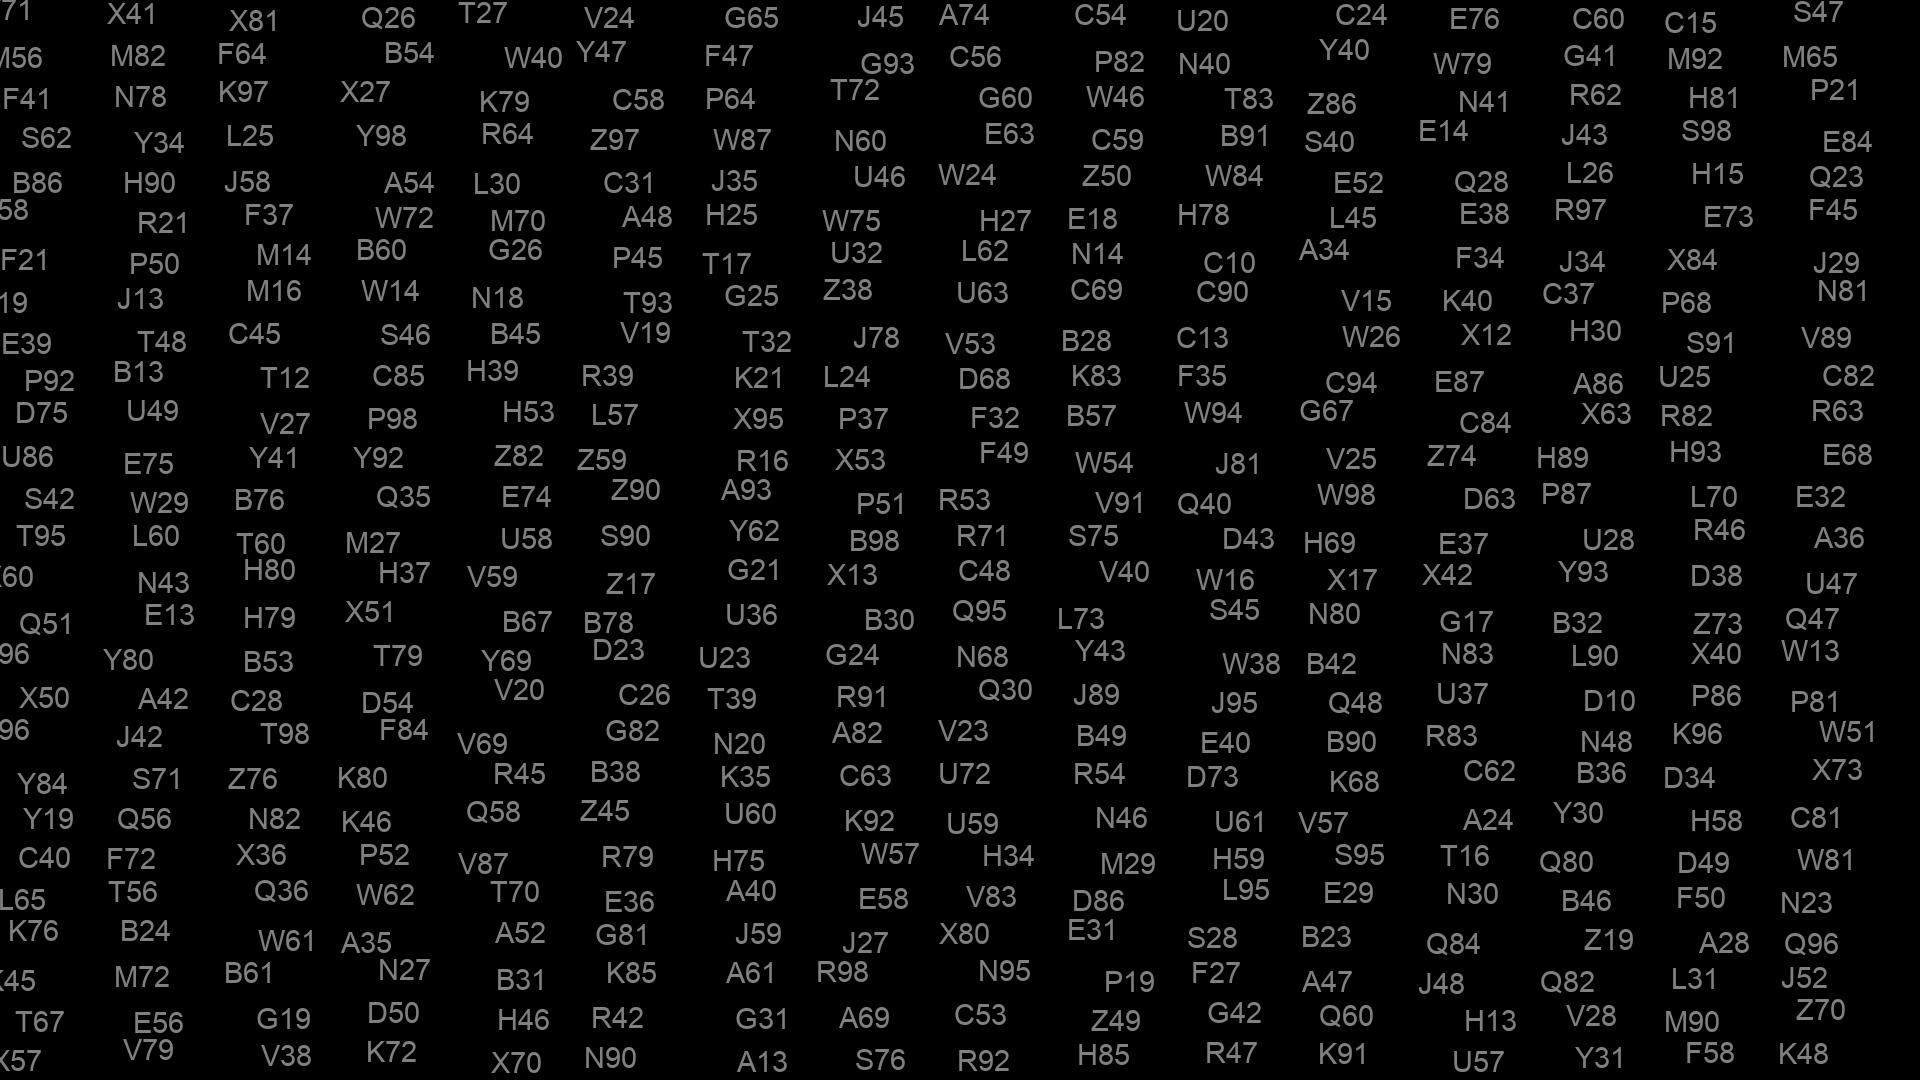 71 X41 X81 Q26 T27 V24 G65 J45 A74 C54 U20 C24 E76 C60 C15 S47
M56 M82 F64 B54 W40 Y47 F47 G93 C56 P82 N40 Y40 W79 G41 M92 M65
F41 N78 K97 X27 K79 C58 P64 T72 G60 W46 T83 Z86 N41 R62 H81 P21
S62 Y34 L25 Y98 R64 Z97 W87 N60 E63 C59 B91 S40 E14 J43 S98 E84
B86 H90 J58 A54 L30 C31 J35 U46 W24 Z50 W84 E52 Q28 L26 H15 Q23
58 R21 F37 W72 M70 A48 H25 W75 H27 E18 H78 L45 E38 R97 E73 F45
F21 P50 M14 B60 G26 P45 T17 U32 L62 N14 C10 A34 F34 J34 X84 J29
19 J13 M16 W14 N18 T93 G25 Z38 U63 C69 C90 V15 K40 C37 P68 N81
E39 T48 C45 S46 B45 V19 T32 J78 V53 B28 C13 W26 X12 H30 S91 V89
P92 B13 T12 C85 H39 R39 K21 L24 D68 K83 F35 C94 E87 A86 U25 C82
D75 U49 V27 P98 H53 L57 X95 P37 F32 B57 W94 G67 C84 X63 R82 R63
U86 E75 Y41 Y92 Z82 Z59 R16 X53 F49 W54 J81 V25 Z74 H89 H93 E68
S42 W29 B76 Q35 E74 Z90 A93 P51 R53 V91 Q40 W98 D63 P87 L70 E32
T95 L60 T60 M27 U58 S90 Y62 B98 R71 S75 D43 H69 E37 U28 R46 A36
60 N43 H80 H37 V59 Z17 G21 X13 C48 V40 W16 X17 X42 Y93 D38 U47
Q51 E13 H79 X51 B67 B78 U36 B30 Q95 L73 S45 N80 G17 B32 Z73 Q47
96 Y80 B53 T79 Y69 D23 U23 G24 N68 Y43 W38 B42 N83 L90 X40 W13
X50 A42 C28 D54 V20 C26 T39 R91 Q30 J89 J95 Q48 U37 D10 P86 P81
96 J42 T98 F84 V69 G82 N20 A82 V23 B49 E40 B90 R83 N48 K96 W51
Y84 S71 Z76 K80 R45 B38 K35 C63 U72 R54 D73 K68 C62 B36 D34 X73
Y19 Q56 N82 K46 Q58 Z45 U60 K92 U59 N46 U61 V57 A24 Y30 H58 C81
C40 F72 X36 P52 V87 R79 H75 W57 H34 M29 H59 S95 T16 Q80 D49 W81
L65 T56 Q36 W62 T70 E36 A40 E58 V83 D86 L95 E29 N30 B46 F50 N23
K76 B24 W61 A35 A52 G81 J59 J27 X80 E31 S28 B23 Q84 Z19 A28 Q96
K45 M72 B61 N27 B31 K85 A61 R98 N95 P19 F27 A47 J48 Q82 L31 J52
T67 E56 G19 D50 H46 R42 G31 A69 C53 Z49 G42 Q60 H13 V28 M90 Z70
X57 V79 V38 K72 X70 N90 A13 S76 R92 H85 R47 K91 U57 Y31 F58 K48